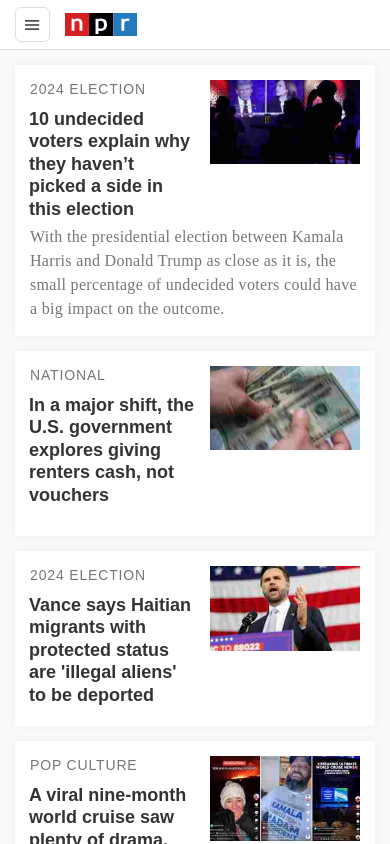 npr
2024 ELECTION
10 undecided
voters explain why
they haven’t
picked a side in
this election
With the presidential election between Kamala
Harris and Donald Trump as close as it is, the
small percentage of undecided voters could have
a big impact on the outcome.
NATIONAL
In a major shift, the
U.S. government
explores giving
renters cash, not
vouchers
2024 ELECTION
Vance says Haitian
migrants with
protected status
are 'illegal aliens'
to be deported
TO 88022
POP CULTURE
A viral nine-month
world cruise saw
plenty of drama.
KAMALA